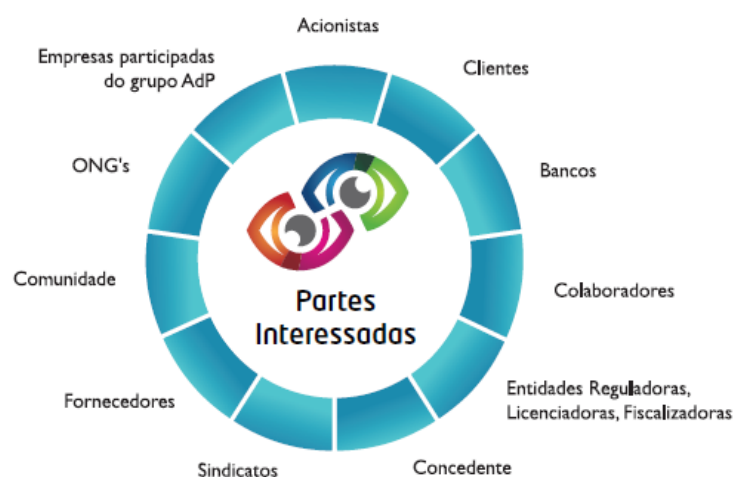 Acionistas
Empresas participadas
do grupo AdP
Clientes
ONG's
Bancos
Comunidade
Colaboradores
Partes
Interessadas
Fornecedores
Entidades Reguladoras,
Licenciadoras, Fiscalizadoras
Sindicatos
Concedente